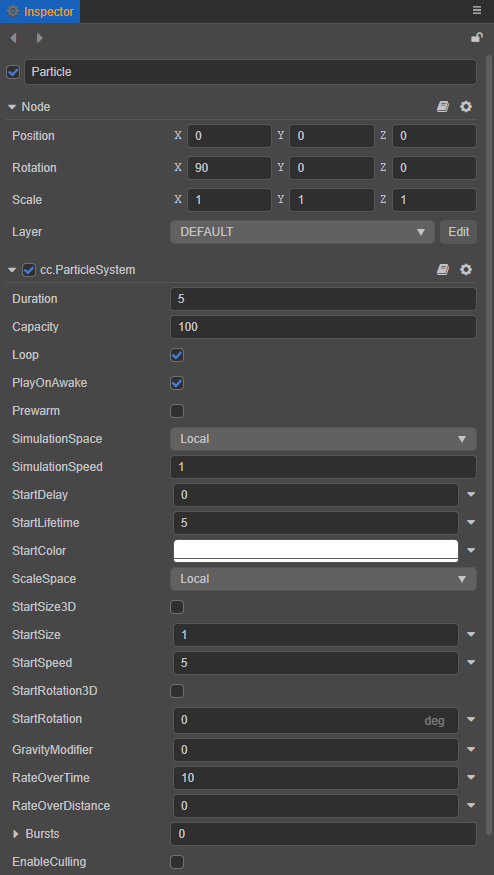 Inspector
Particle
Node
Position X 0 Y 0 Z 0
Rotation X 90 Y 0 Z 0
Scale X 1 Y 1 Z 1
Layer DEFAULT Edit
cc.ParticleSystem
Duration 5
Capacity 100
Loop
PlayOnAwake
Prewarm
SimulationSpace Local
SimulationSpeed 1
StartDelay 0
StartLifetime 5
StartColor
ScaleSpace Local
StartSize3D
StartSize 1
StartSpeed 5
StartRotation3D
StartRotation 0 deg
GravityModifier 0
RateOverTime 10
RateOverDistance 0
Bursts 0
EnableCulling